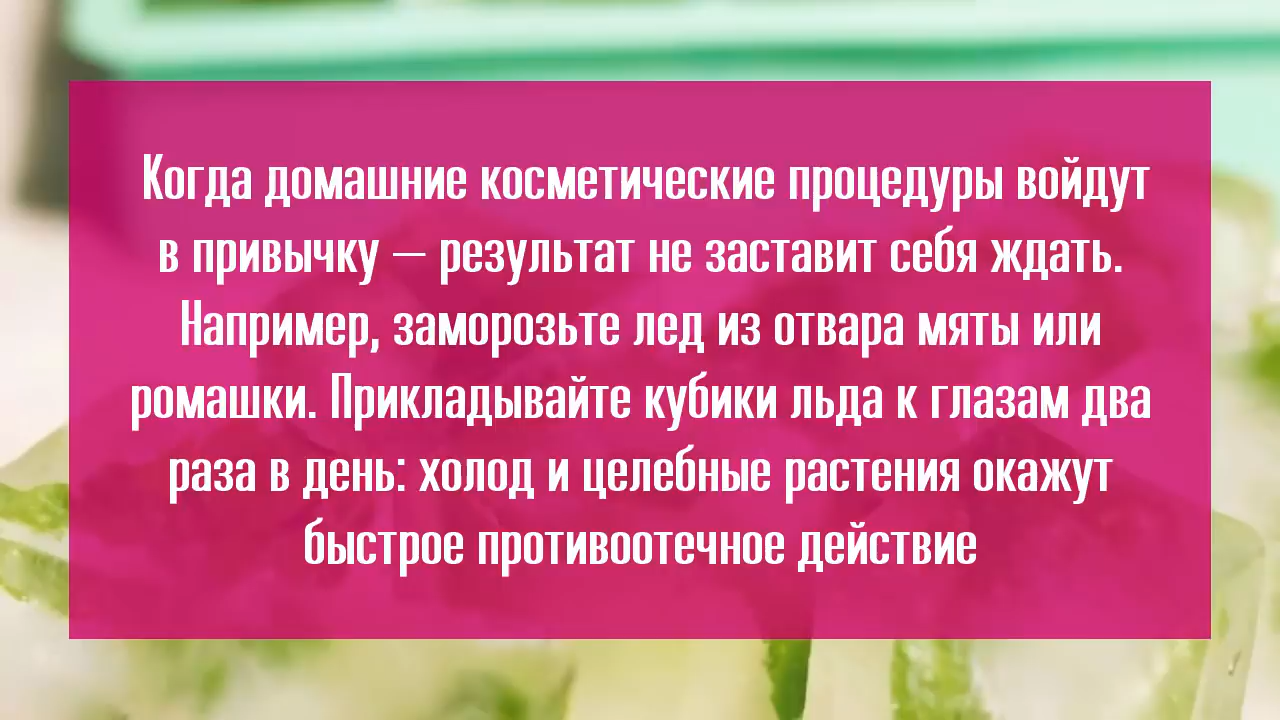 Когда домашние косметические процедуры войдут
в привычку – результат не заставит себя ждать.
Например, заморозьте лед из отвара мяты или
ромашки. Прикладывайте кубики льда к глазам два
раза в день: холод и целебные растения окажут
быстрое противоотечное действие